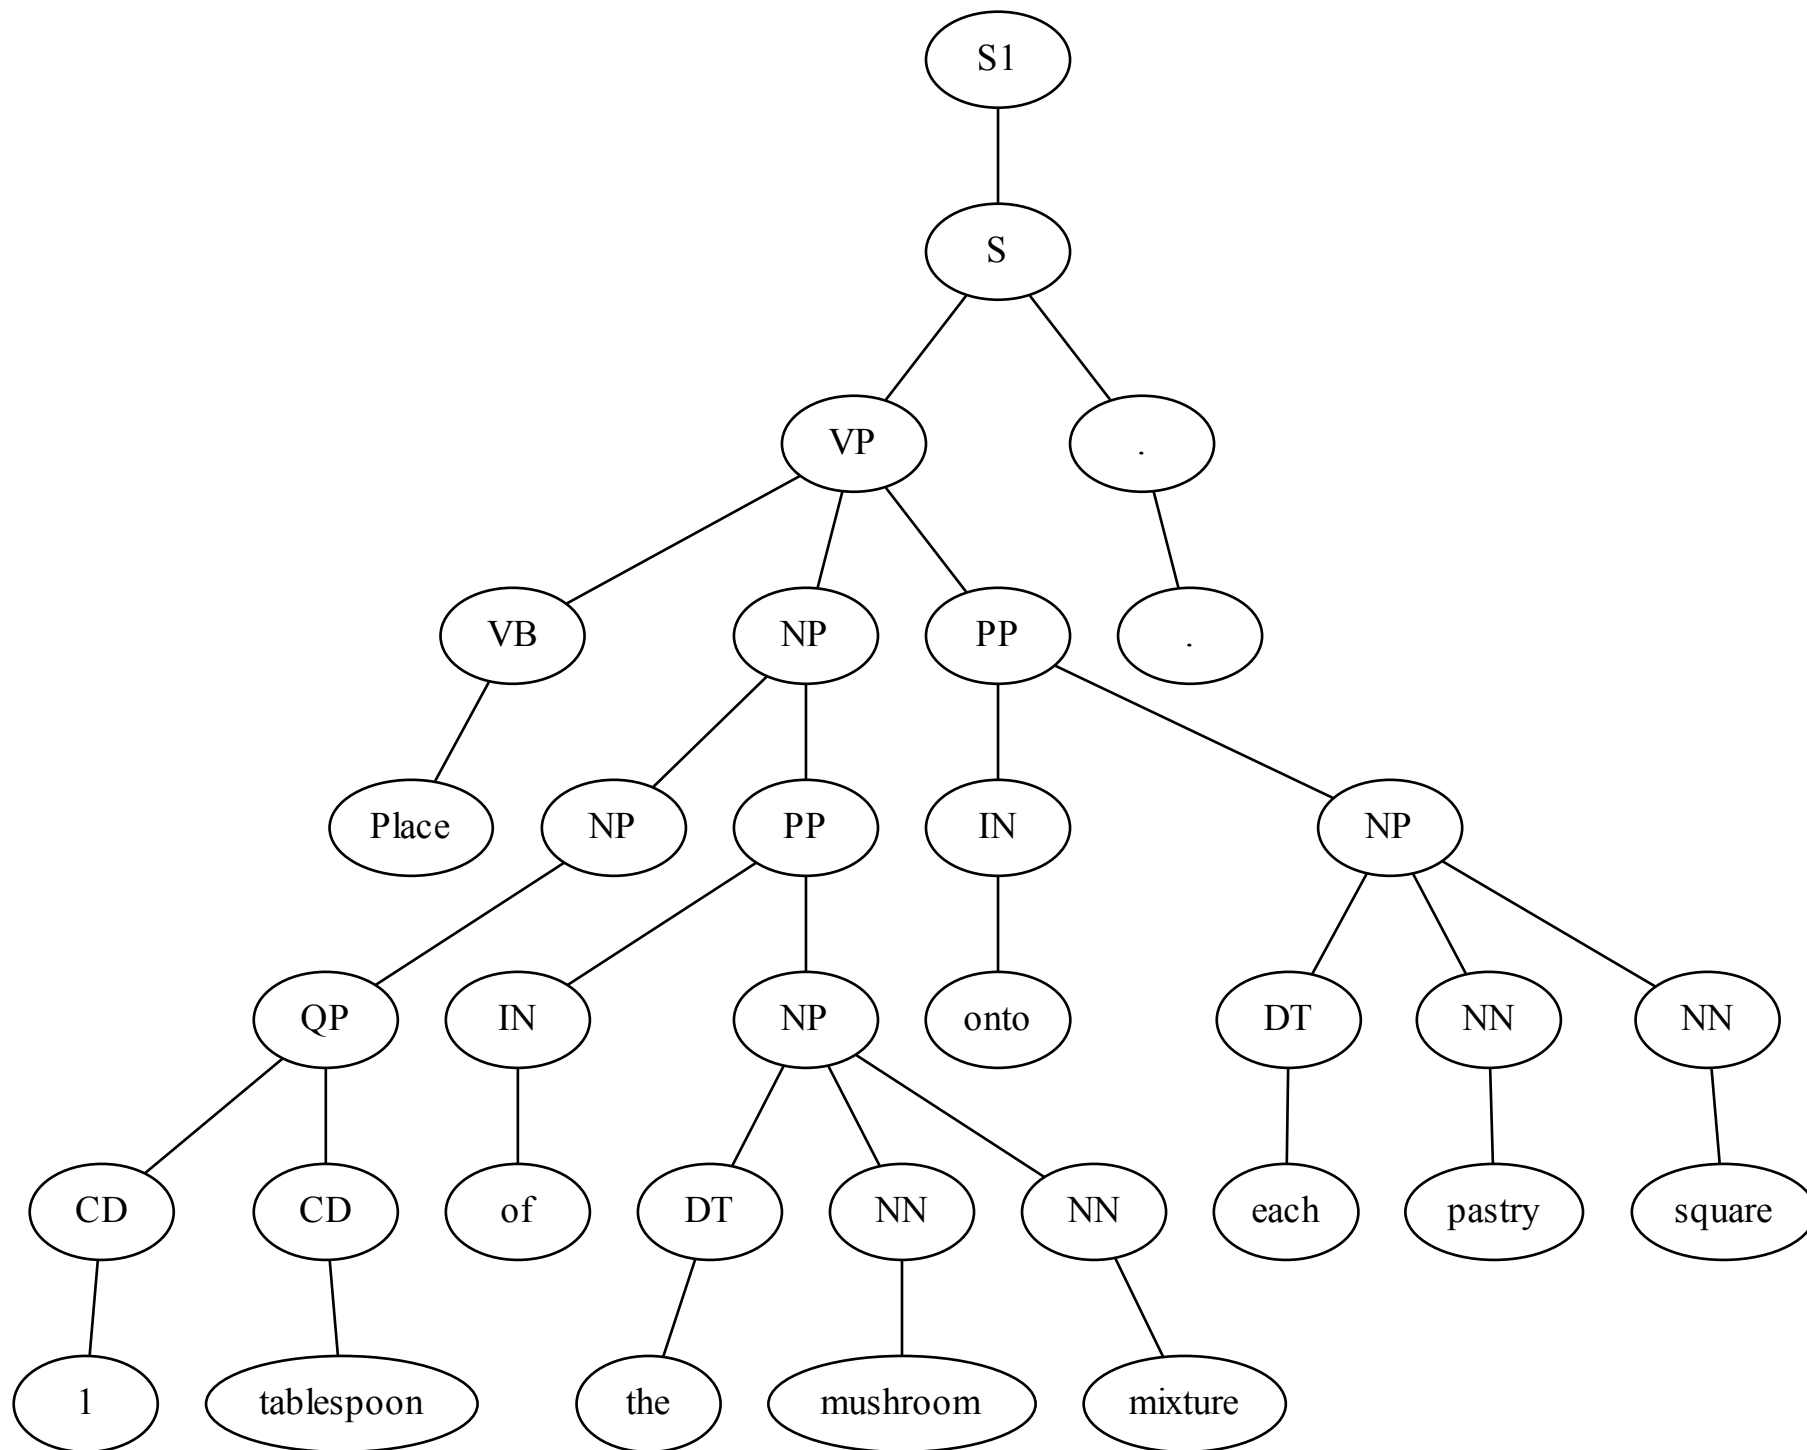 S1
S
VP .
VB NP PP .
Place NP PP IN NP
QP IN NP onto DT NN NN
CD CD of DT NN NN each pastry square
1 tablespoon the mushroom mixture